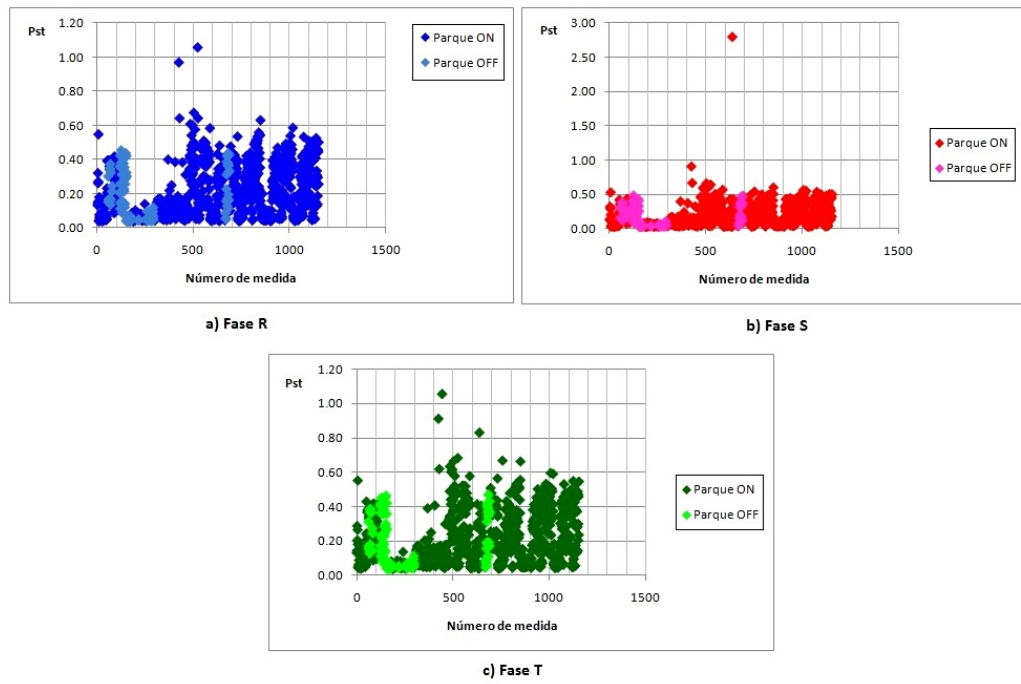 Pst
1.20
1.00
0.80
0.60
0.40
0.20
0.00
0
500
1000
1500
Número de medida
Parque ON
Parque OFF
a) Fase R
Pst
3.00
2.50
2.00
1.50
1.00
0.50
0.00
0
500
1000
1500
Número de medida
Parque ON
Parque OFF
b) Fase S
Pst
1.20
1.00
0.80
0.60
0.40
0.20
0.00
0
500
1000
1500
Número de medida
Parque ON
Parque OFF
c) Fase T